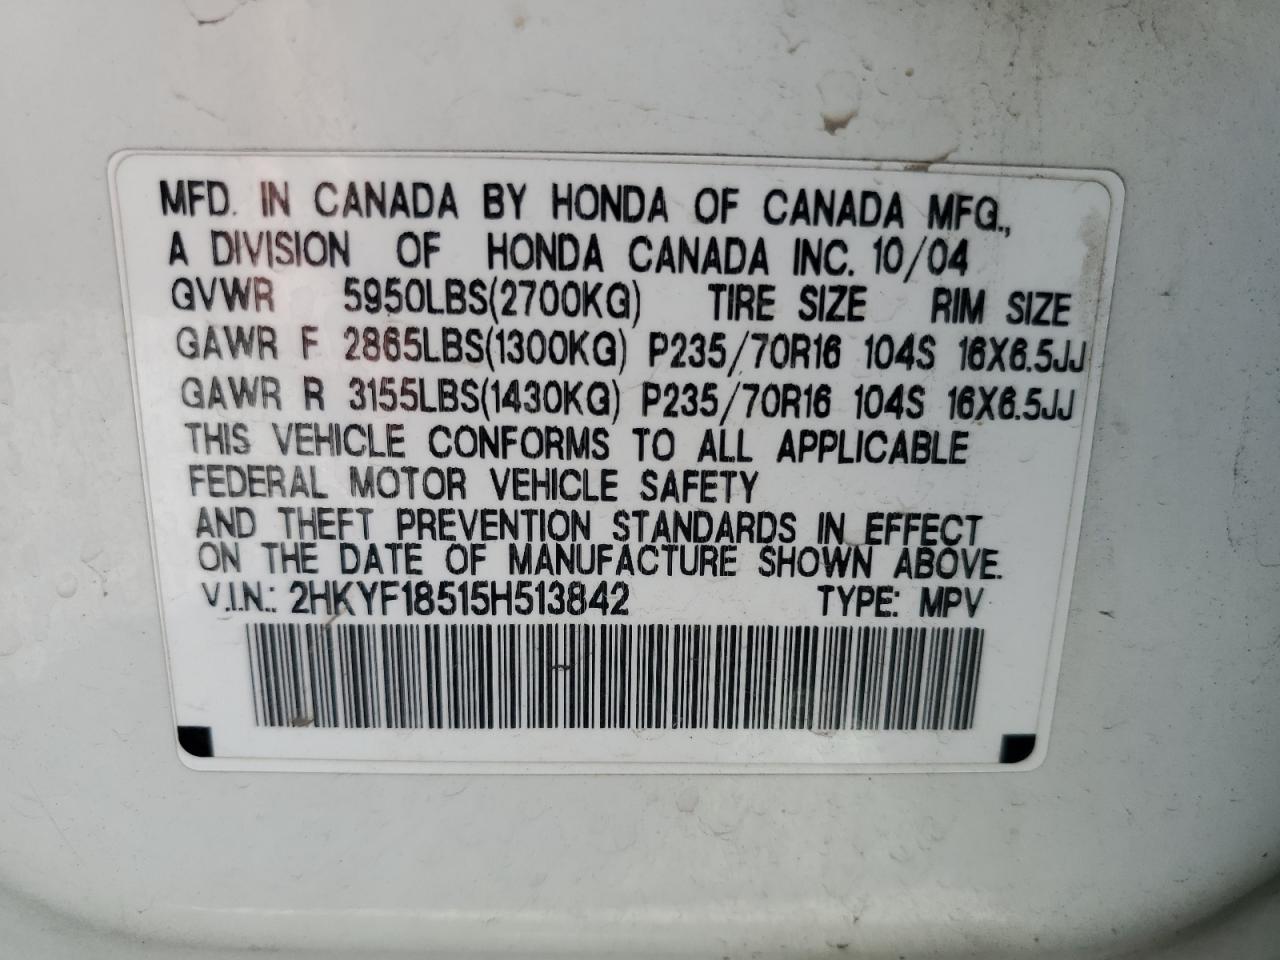 MFD. IN CANADA BY HONDA OF CANADA MFG.,
A DIVISION OF HONDA CANADA INC. 10/04
GVWR 5950LBS(2700KG) TIRE SIZE RIM SIZE
GAWR F 2865LBS(1300KG) P235/70R16 104S 16X6.5JJ
GAWR R 3155LBS(1430KG) P235/70R16 104S 16X6.5JJ
THIS VEHICLE CONFORMS TO ALL APPLICABLE
FEDERAL MOTOR VEHICLE SAFETY
AND THEFT PREVENTION STANDARDS IN EFFECT
ON THE DATE OF MANUFACTURE SHOWN ABOVE.
V.I.N.: 2HKYF18515H513842 TYPE: MPV